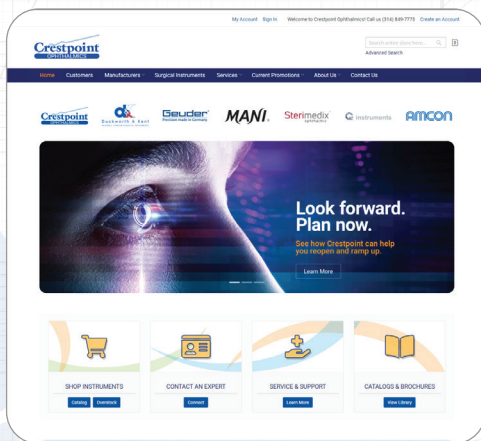 My Account Sign In Welcome to Crestpoint Ophthalmics! Call us (314) 849-7773 Create an Account
Crestpoint
OPHTHALMICS
Search entire store here...
Advanced Search
Home Customers Manufacturers Surgical Instruments Services Current Promotions About Us Contact Us
Crestpoint
OPHTHALMICS
dk
Duckworth & Kent
Geuder
Precision made in Germany
MANI.
Sterimedix
ophthalmics
Q instruments
AMCON
Look forward.
Plan now.
See how Crestpoint can help
you reopen and ramp up.
Learn More
SHOP INSTRUMENTS
Catalog Overstock
CONTACT AN EXPERT
Connect
SERVICE & SUPPORT
Learn More
CATALOGS & BROCHURES
View Library